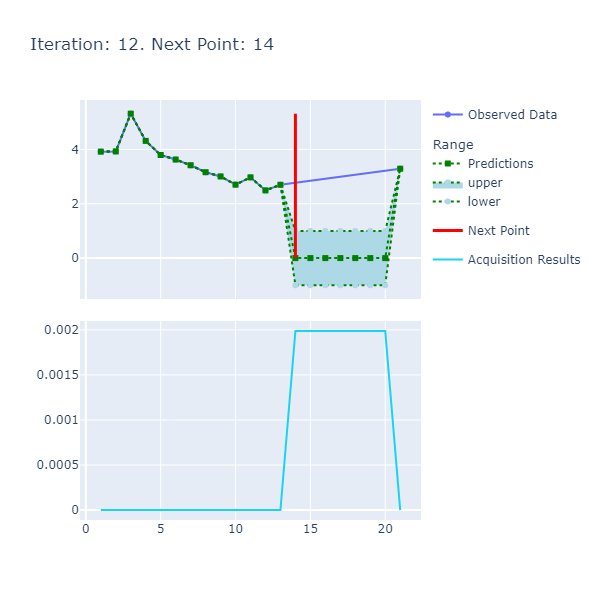 Iteration: 12. Next Point: 14
4
2
0
Observed Data
Range
Predictions
upper
lower
Next Point
Acquisition Results
0.002
0.0015
0.001
0.0005
0
0 5 10 15 20